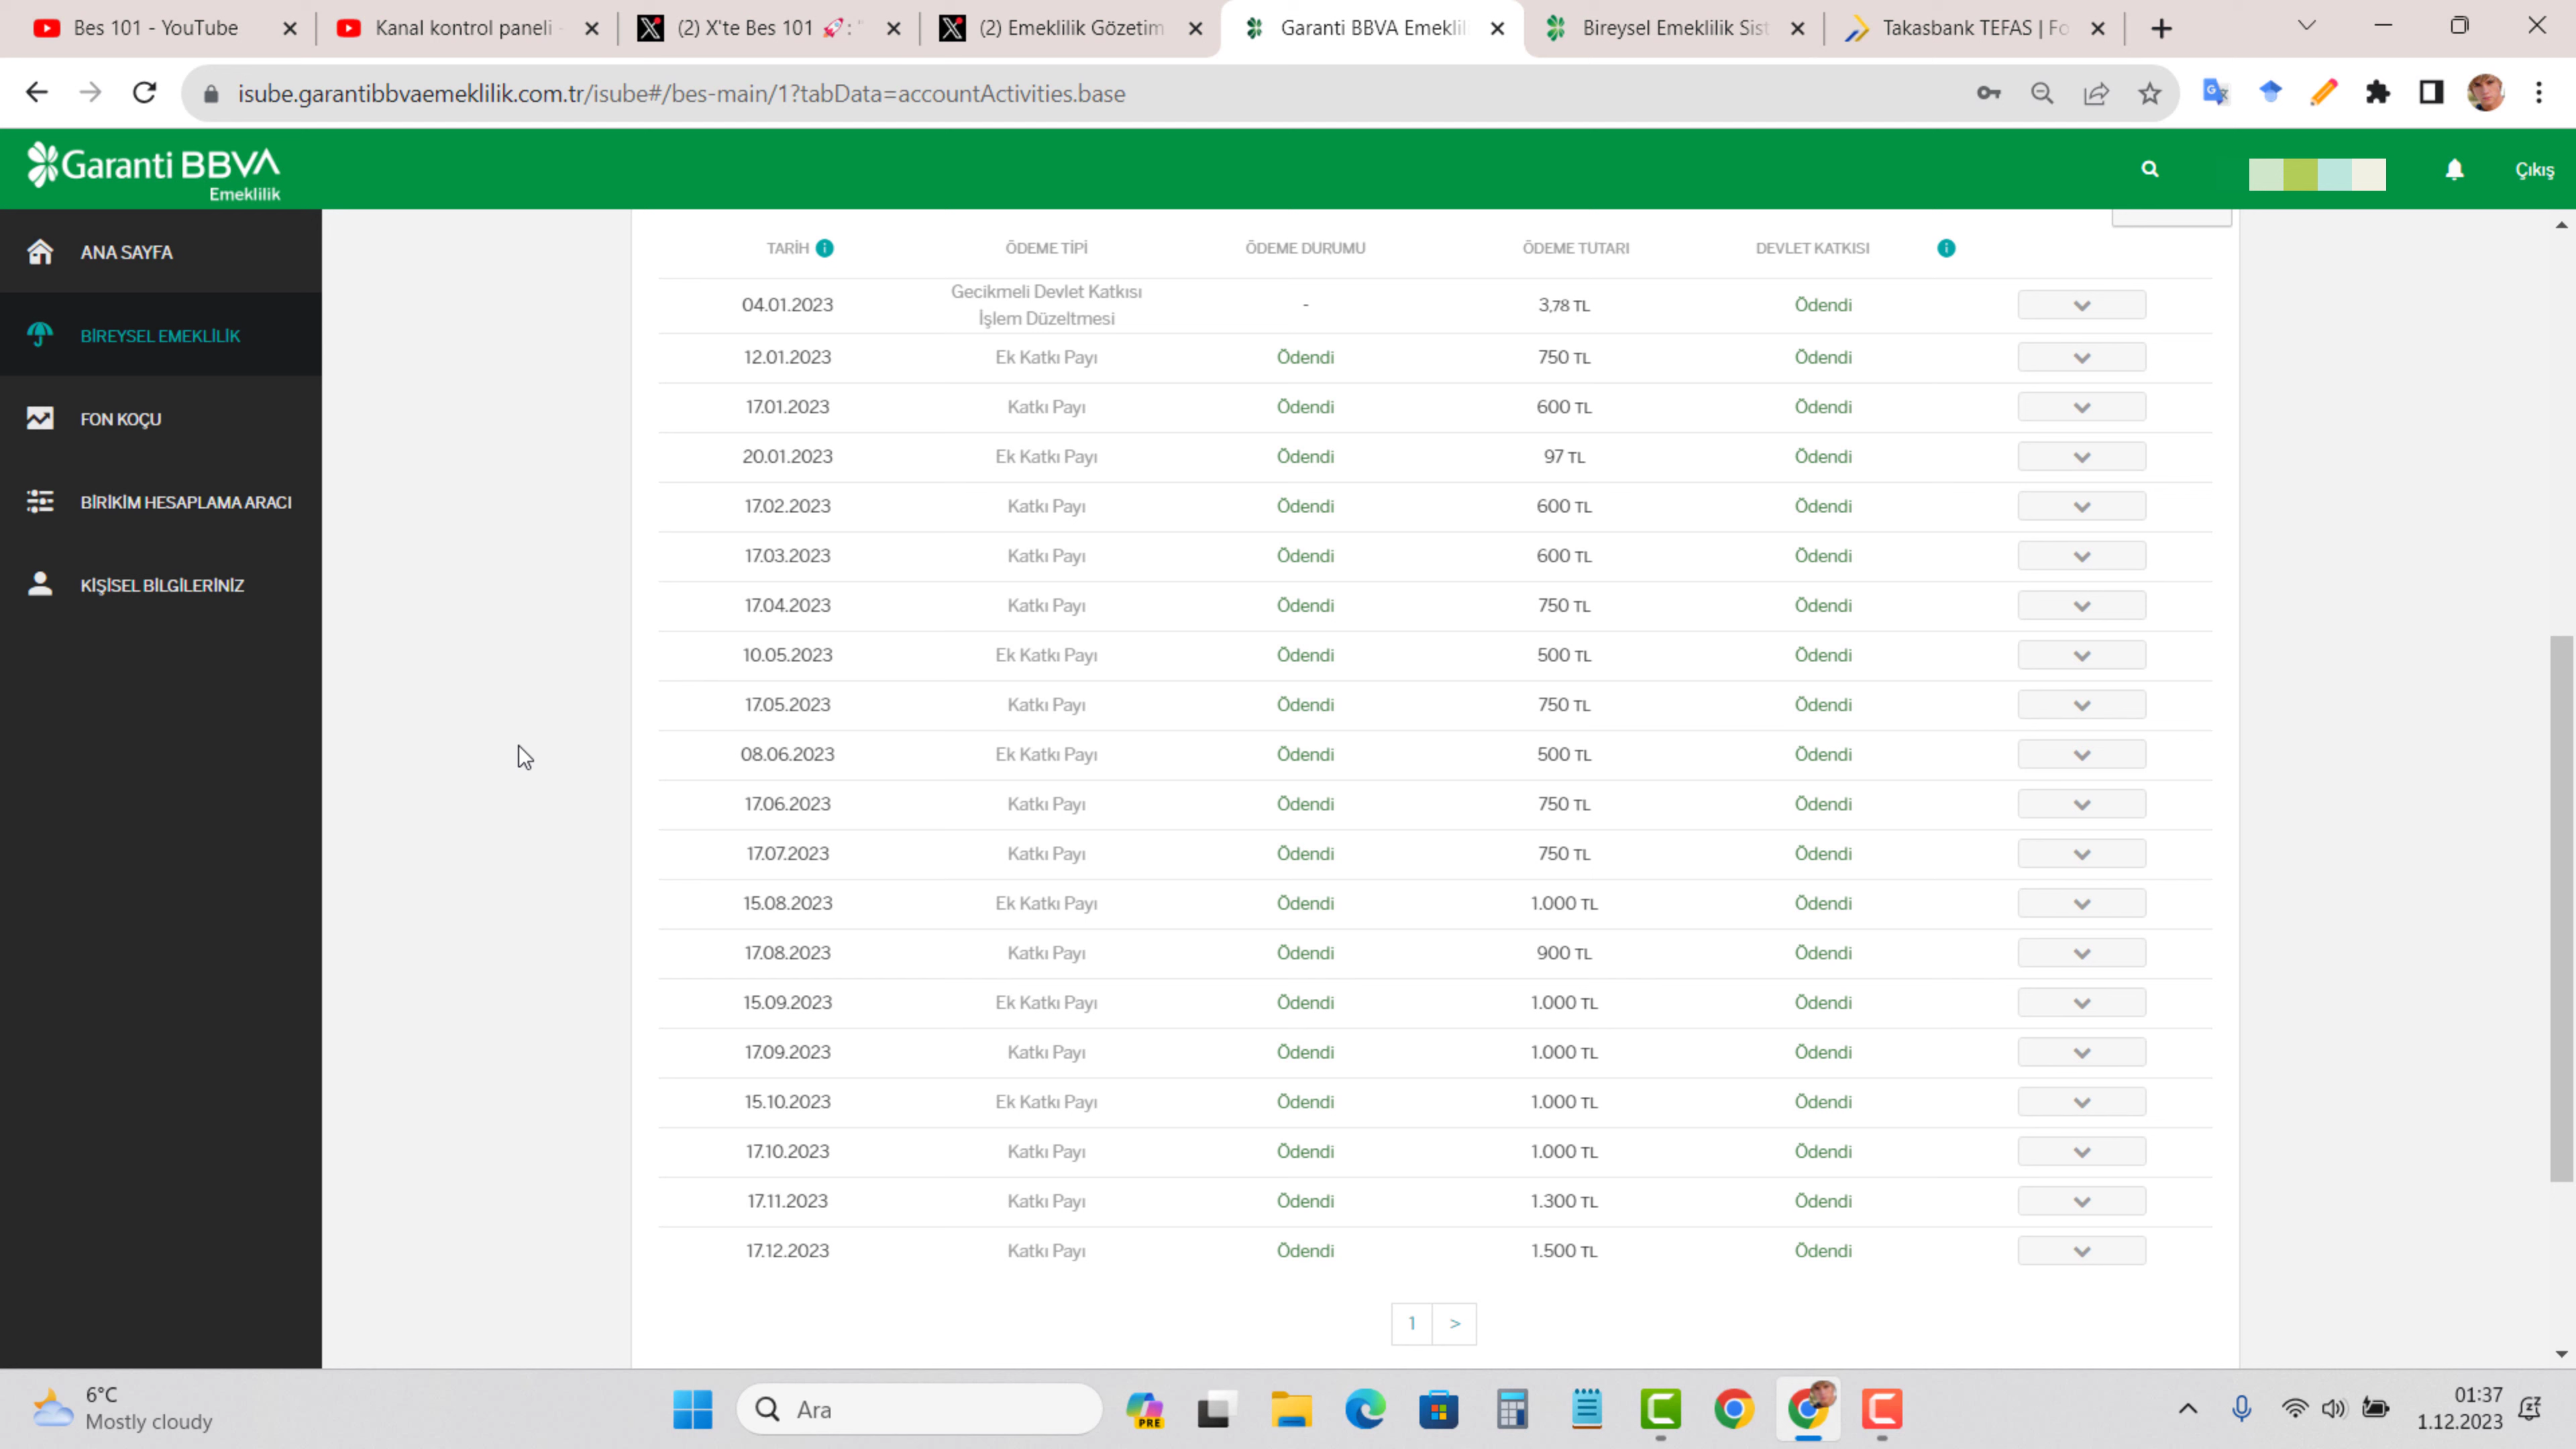 Bes 101 - YouTube
Kanal kontrol paneli -
(2) X'te Bes 101 🚀: "
(2) Emeklilik Gözetim
Garanti BBVA Emeklil
Bireysel Emeklilik Sist
Takasbank TEFAS | Fo
isube.garantibbvaemeklilik.com.tr/isube#/bes-main/1?tabData=accountActivities.base
Garanti BBVA
Emeklilik
Çıkış
ANA SAYFA
BİREYSEL EMEKLİLİK
FON KOÇU
BİRİKİM HESAPLAMA ARACI
KİŞİSEL BİLGİLERİNİZ
TARİH ÖDEME TİPİ ÖDEME DURUMU ÖDEME TUTARI DEVLET KATKISI
04.01.2023 Gecikmeli Devlet Katkısı İşlem Düzeltmesi - 3,78 TL Ödendi
12.01.2023 Ek Katkı Payı Ödendi 750 TL Ödendi
17.01.2023 Katkı Payı Ödendi 600 TL Ödendi
20.01.2023 Ek Katkı Payı Ödendi 97 TL Ödendi
17.02.2023 Katkı Payı Ödendi 600 TL Ödendi
17.03.2023 Katkı Payı Ödendi 600 TL Ödendi
17.04.2023 Katkı Payı Ödendi 750 TL Ödendi
10.05.2023 Ek Katkı Payı Ödendi 500 TL Ödendi
17.05.2023 Katkı Payı Ödendi 750 TL Ödendi
08.06.2023 Ek Katkı Payı Ödendi 500 TL Ödendi
17.06.2023 Katkı Payı Ödendi 750 TL Ödendi
17.07.2023 Katkı Payı Ödendi 750 TL Ödendi
15.08.2023 Ek Katkı Payı Ödendi 1.000 TL Ödendi
17.08.2023 Katkı Payı Ödendi 900 TL Ödendi
15.09.2023 Ek Katkı Payı Ödendi 1.000 TL Ödendi
17.09.2023 Katkı Payı Ödendi 1.000 TL Ödendi
15.10.2023 Ek Katkı Payı Ödendi 1.000 TL Ödendi
17.10.2023 Katkı Payı Ödendi 1.000 TL Ödendi
17.11.2023 Katkı Payı Ödendi 1.300 TL Ödendi
17.12.2023 Katkı Payı Ödendi 1.500 TL Ödendi
1 >
6°C
Mostly cloudy
Ara
PRE
01:37
1.12.2023